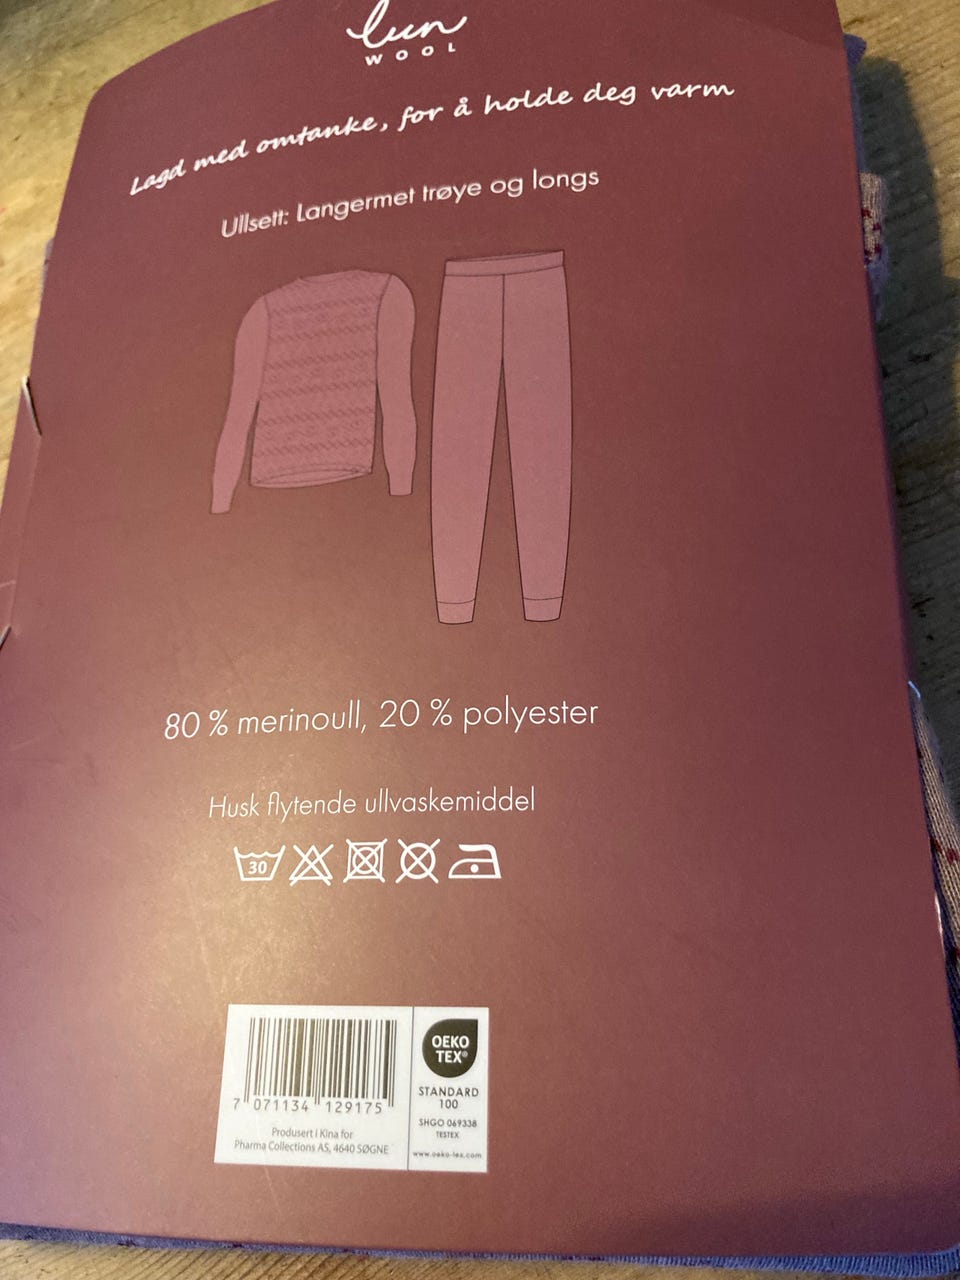 lun
WOOL
Lagd med omtanke, for å holde deg varm
Ullsett: Langermet trøye og longs
80 % merinoull, 20 % polyester
Husk flytende ullvaskemiddel
30
7 071134 129175
Produsert i Kina for
Pharma Collections AS, 4640 SØGNE
OEKO
TEX®
STANDARD
100
SHGO 069338
TESTEX
www.oeko-tex.com